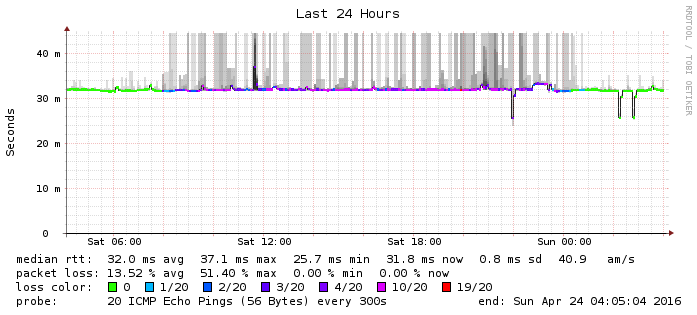 Last 24 Hours
RRDTOOL / TOBI OETIKER
Seconds
40 m
30 m
20 m
10 m
0
Sat 06:00 Sat 12:00 Sat 18:00 Sun 00:00
median rtt: 32.0 ms avg 37.1 ms max 25.7 ms min 31.8 ms now 0.8 ms sd 40.9 am/s
packet loss: 13.52 % avg 51.40 % max 0.00 % min 0.00 % now
loss color: 0 1/20 2/20 3/20 4/20 10/20 19/20
probe: 20 ICMP Echo Pings (56 Bytes) every 300s end: Sun Apr 24 04:05:04 2016